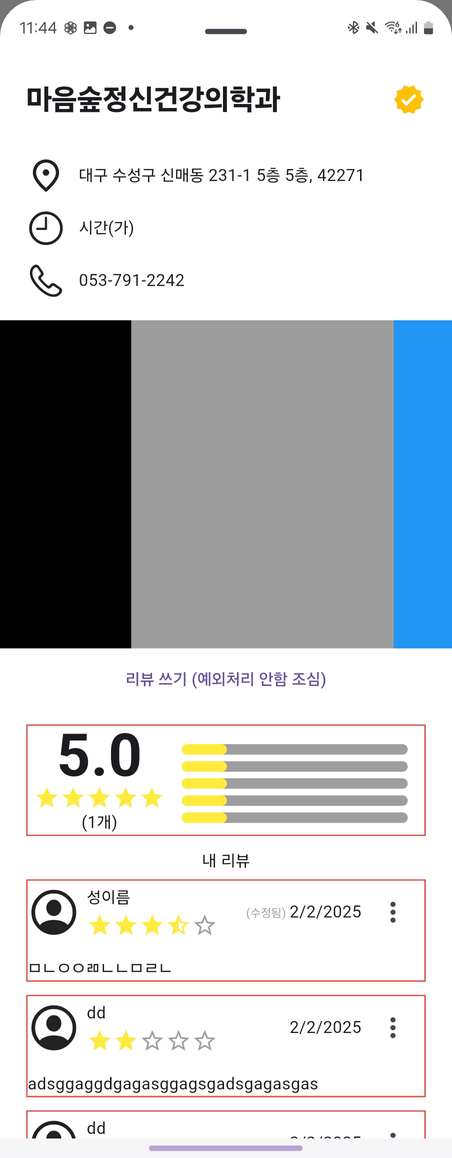 11:44
마음숲정신건강의학과
대구 수성구 신매동 231-1 5층 5층, 42271
시간(가)
053-791-2242
리뷰 쓰기 (예외처리 안함 조심)
5.0
(1개)
내 리뷰
성이름
(수정됨) 2/2/2025
dd
2/2/2025
adsggaggdgagasggagsgadsgagasgas
dd